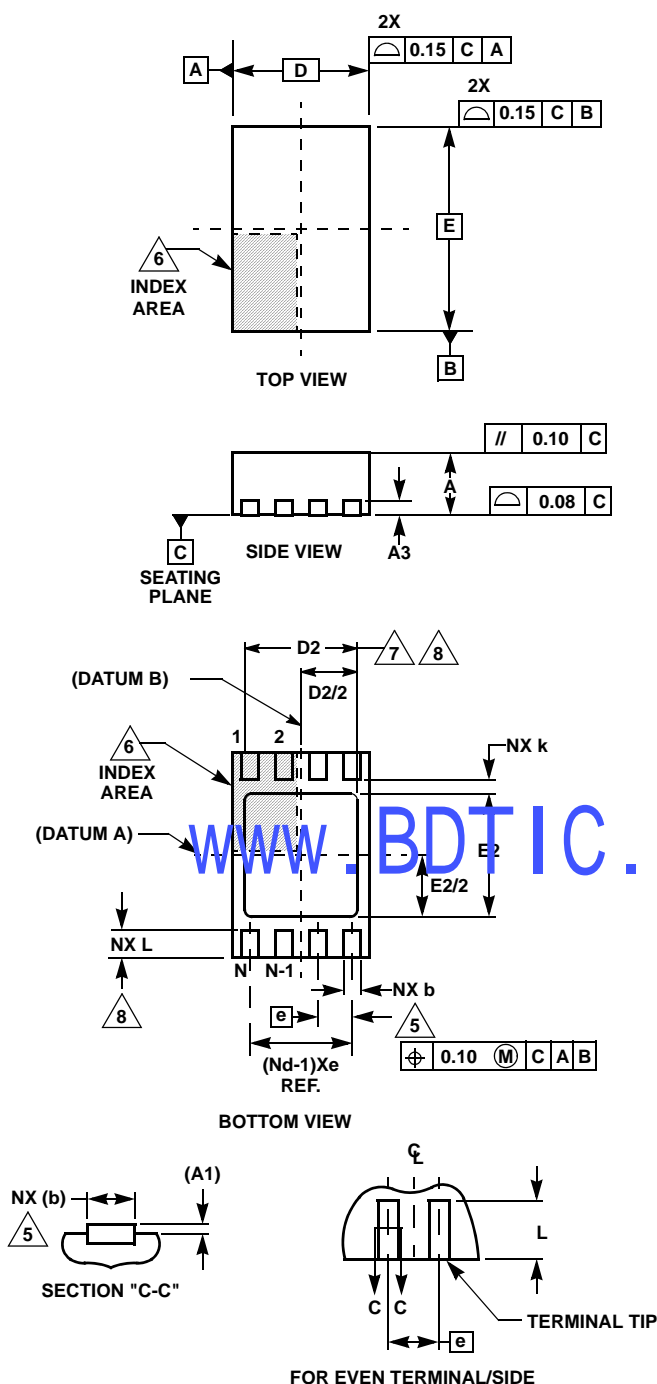 2X
⌓ 0.15 C A
A
D
2X
⌓ 0.15 C B
E
6
INDEX
AREA
B
TOP VIEW
// 0.10 C
A
⌓ 0.08 C
C
SIDE VIEW
A3
SEATING
PLANE
D2
7 8
(DATUM B)
D2/2
1 2
NX k
6
INDEX
AREA
(DATUM A)
www.BDTIC.
E2
E2/2
NX L
N N-1
NX b
8
e
5
(Nd-1)Xe
REF.
⌖ 0.10 Ⓜ C A B
BOTTOM VIEW
(A1)
NX (b)
5
SECTION "C-C"
℄
L
C C
TERMINAL TIP
e
FOR EVEN TERMINAL/SIDE